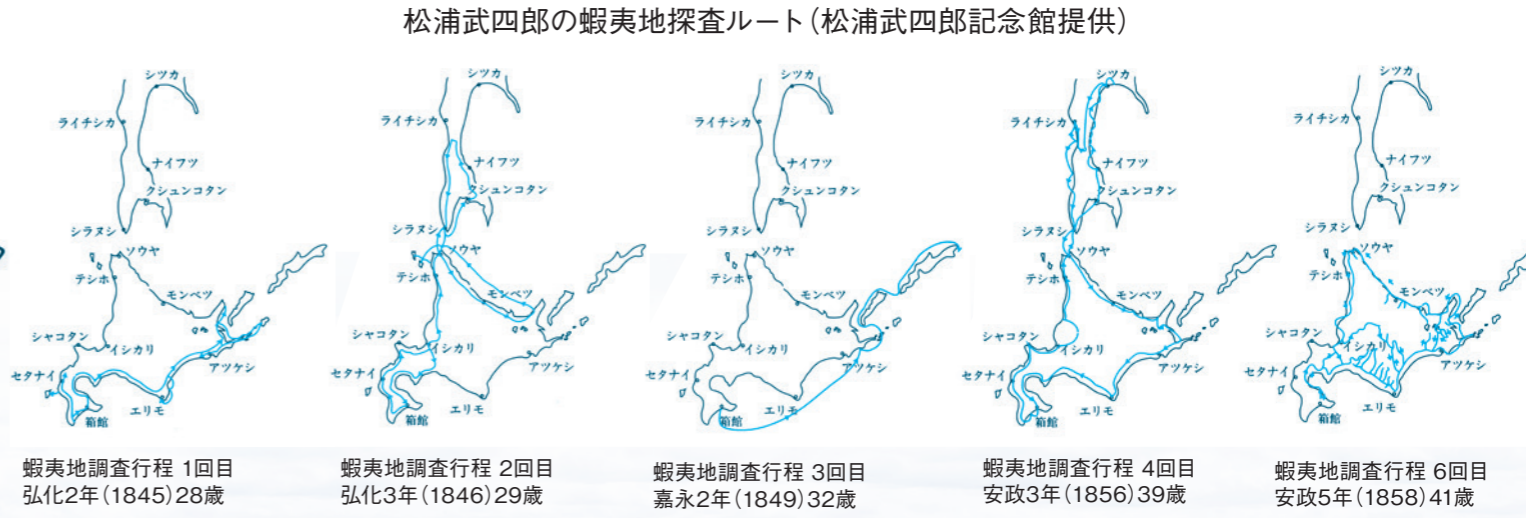 松浦武四郎の蝦夷地探査ルート(松浦武四郎記念館提供)
シツカ
ライチシカ
ナイフツ
クシュンコタン
シラヌシ
ソウヤ
テシホ
モンベツ
シャコタン
イシカリ
アツケシ
セタナイ
エリモ
箱館
蝦夷地調査行程 1回目
弘化2年(1845)28歳
シツカ
ライチシカ
ナイフツ
クシュンコタン
シラヌシ
ソウヤ
テシホ
モンベツ
シャコタン
イシカリ
アツケシ
セタナイ
エリモ
箱館
蝦夷地調査行程 2回目
弘化3年(1846)29歳
シツカ
ライチシカ
ナイフツ
クシュンコタン
シラヌシ
ソウヤ
テシホ
モンベツ
シャコタン
イシカリ
アツケシ
セタナイ
エリモ
箱館
蝦夷地調査行程 3回目
嘉永2年(1849)32歳
シツカ
ライチシカ
ナイフツ
クシュンコタン
シラヌシ
ソウヤ
テシホ
モンベツ
シャコタン
イシカリ
アツケシ
セタナイ
エリモ
箱館
蝦夷地調査行程 4回目
安政3年(1856)39歳
シツカ
ライチシカ
ナイフツ
クシュンコタン
シラヌシ
ソウヤ
テシホ
モンベツ
シャコタン
イシカリ
アツケシ
セタナイ
エリモ
箱館
蝦夷地調査行程 6回目
安政5年(1858)41歳